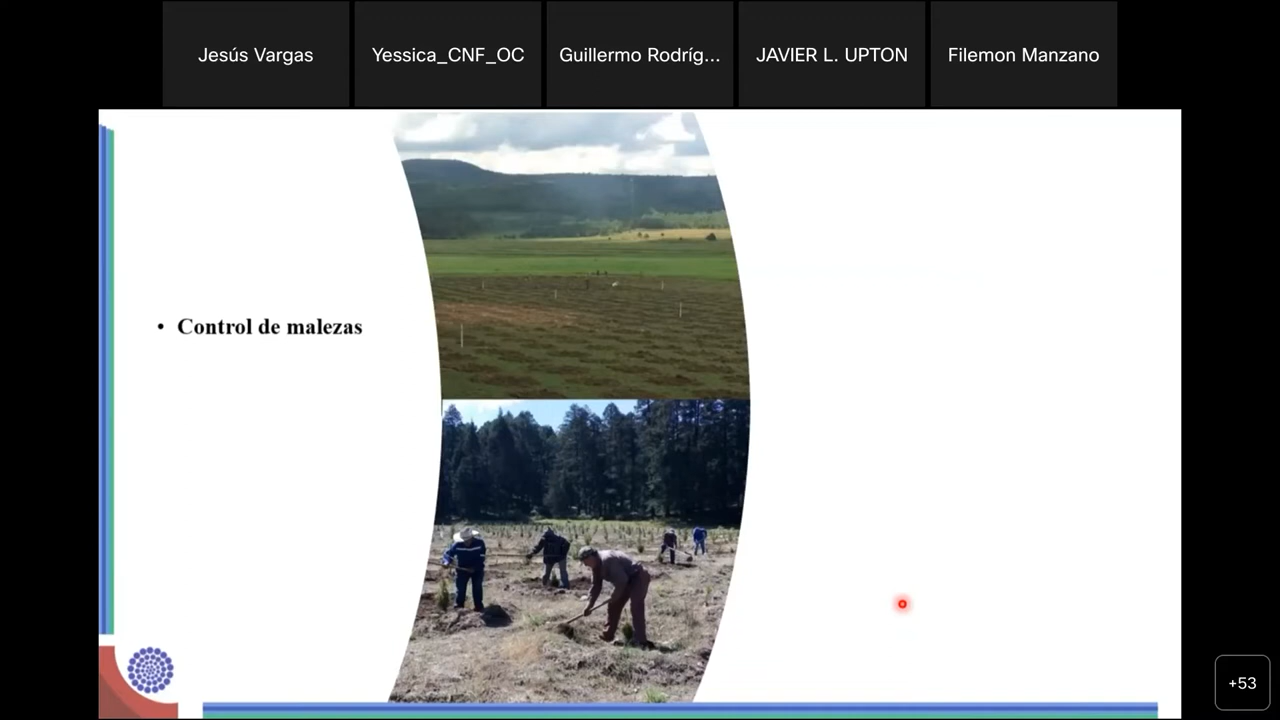 Jesús Vargas
Yessica_CNF_OC
Guillermo Rodríg...
JAVIER L. UPTON
Filemon Manzano
• Control de malezas
+53